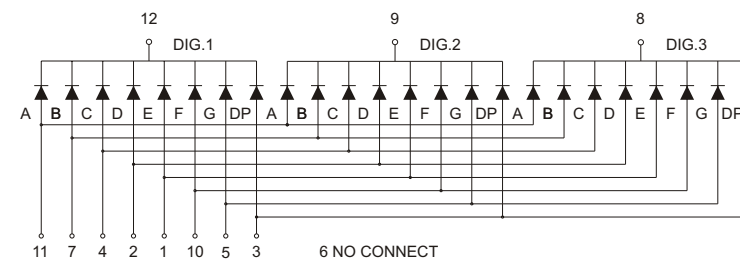 12 9 8
DIG.1 DIG.2 DIG.3
A B C D E F G DP A B C D E F G DP A B C D E F G DP
11 7 4 2 1 10 5 3 6 NO CONNECT